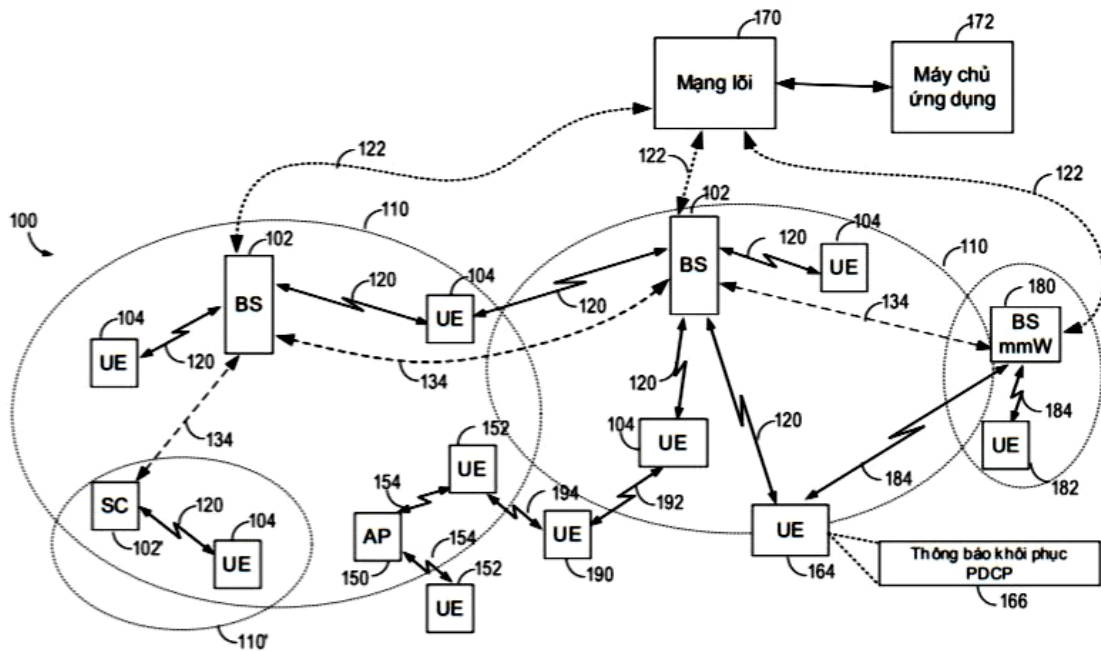 170
172
Mạng lõi
Máy chủ
ứng dụng
122
122
122
100
110
102
102
104
110
120
BS
BS
UE
180
120
104
134
BS
mmW
104
120
UE
120
UE
134
120
184
134
152
104
UE
120
UE
182
SC
120
104
154
UE
194
192
184
102'
UE
AP
154
UE
UE
Thông báo khôi phục
PDCP
150
152
190
164
UE
166
110'